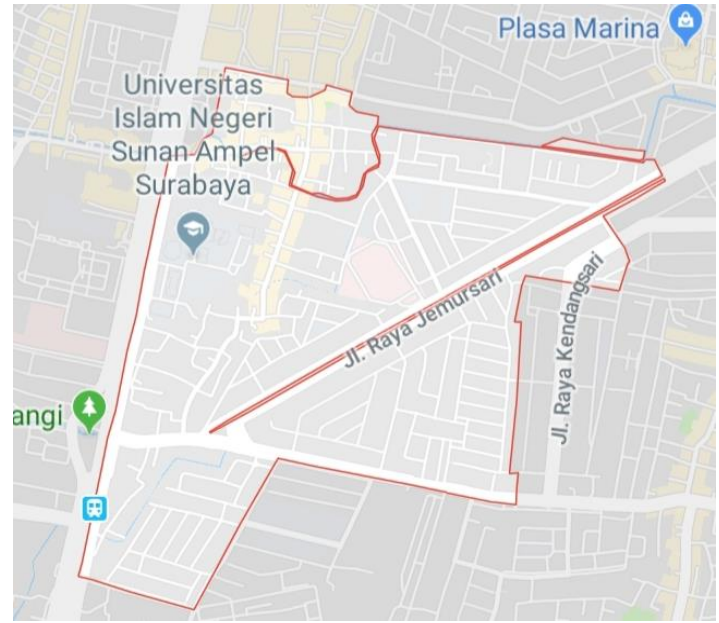 Plasa Marina
Universitas
Islam Negeri
Sunan Ampel
Surabaya
Jl. Raya Jemursari
Jl. Raya Kendangsari
angi